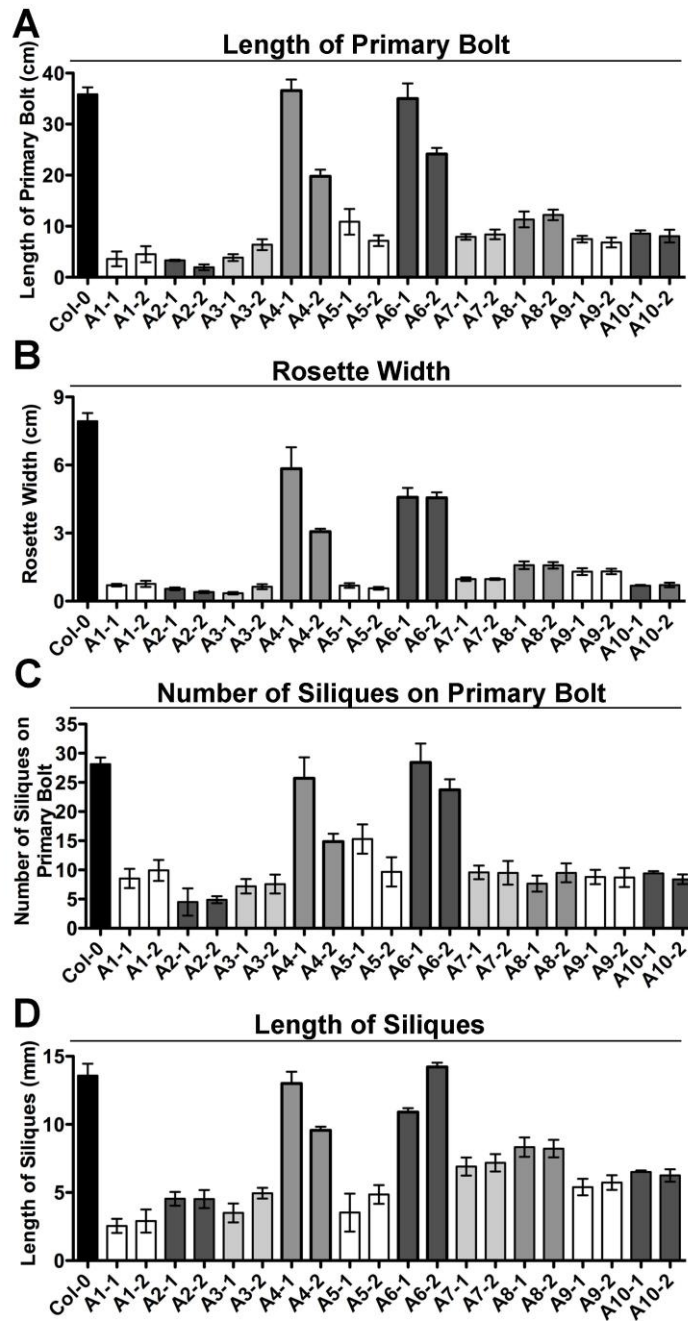 A
Length of Primary Bolt
Length of Primary Bolt (cm)
40
30
20
10
0
Col-0 A1-1 A1-2 A2-1 A2-2 A3-1 A3-2 A4-1 A4-2 A5-1 A5-2 A6-1 A6-2 A7-1 A7-2 A8-1 A8-2 A9-1 A9-2 A10-1 A10-2
B
Rosette Width
Rosette Width (cm)
9
6
3
0
Col-0 A1-1 A1-2 A2-1 A2-2 A3-1 A3-2 A4-1 A4-2 A5-1 A5-2 A6-1 A6-2 A7-1 A7-2 A8-1 A8-2 A9-1 A9-2 A10-1 A10-2
C
Number of Siliques on Primary Bolt
Number of Siliques on
Primary Bolt
35
30
25
20
15
10
5
0
Col-0 A1-1 A1-2 A2-1 A2-2 A3-1 A3-2 A4-1 A4-2 A5-1 A5-2 A6-1 A6-2 A7-1 A7-2 A8-1 A8-2 A9-1 A9-2 A10-1 A10-2
D
Length of Siliques
Length of Siliques (mm)
15
10
5
0
Col-0 A1-1 A1-2 A2-1 A2-2 A3-1 A3-2 A4-1 A4-2 A5-1 A5-2 A6-1 A6-2 A7-1 A7-2 A8-1 A8-2 A9-1 A9-2 A10-1 A10-2